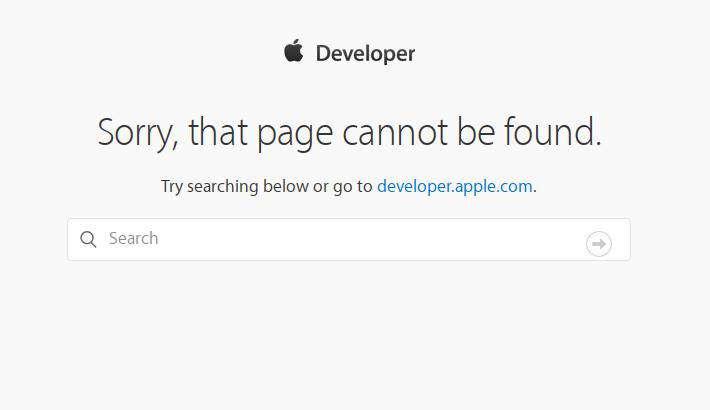 Developer
Sorry, that page cannot be found.
Try searching below or go to developer.apple.com.
Search